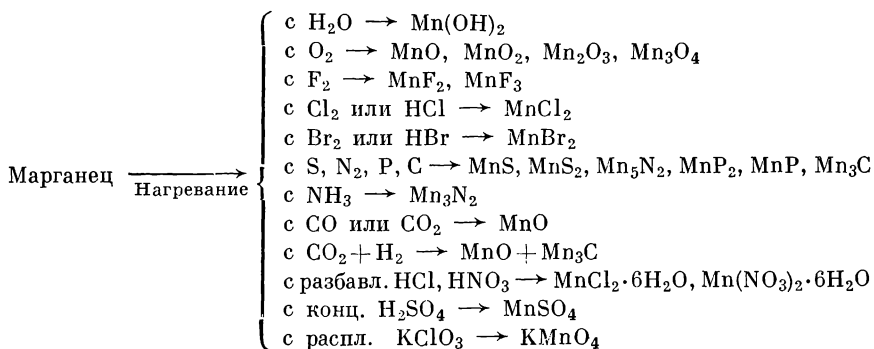 с H₂O → Mn(OH)₂
с O₂ → MnO, MnO₂, Mn₂O₃, Mn₃O₄
с F₂ → MnF₂, MnF₃
с Cl₂ или HCl → MnCl₂
с Br₂ или HBr → MnBr₂
Марганец → Нагревание
с S, N₂, P, C → MnS, MnS₂, Mn₅N₂, MnP₂, MnP, Mn₃C
с NH₃ → Mn₃N₂
с CO или CO₂ → MnO
с CO₂+H₂ → MnO+Mn₃C
с разбавл. HCl, HNO₃ → MnCl₂·6H₂O, Mn(NO₃)₂·6H₂O
с конц. H₂SO₄ → MnSO₄
с распл. KClO₃ → KMnO₄